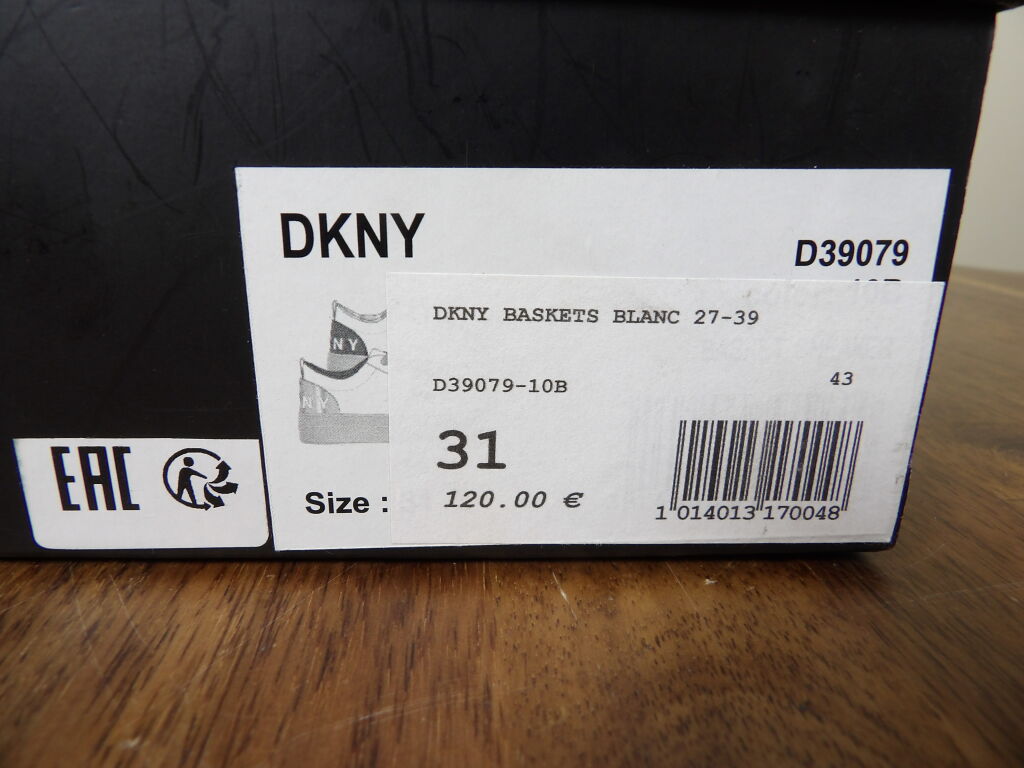 DKNY
D39079
DKNY BASKETS BLANC 27-39
NY
NY
D39079-10B
43
31
EAC
Size :
120.00 €
1 014013 170048